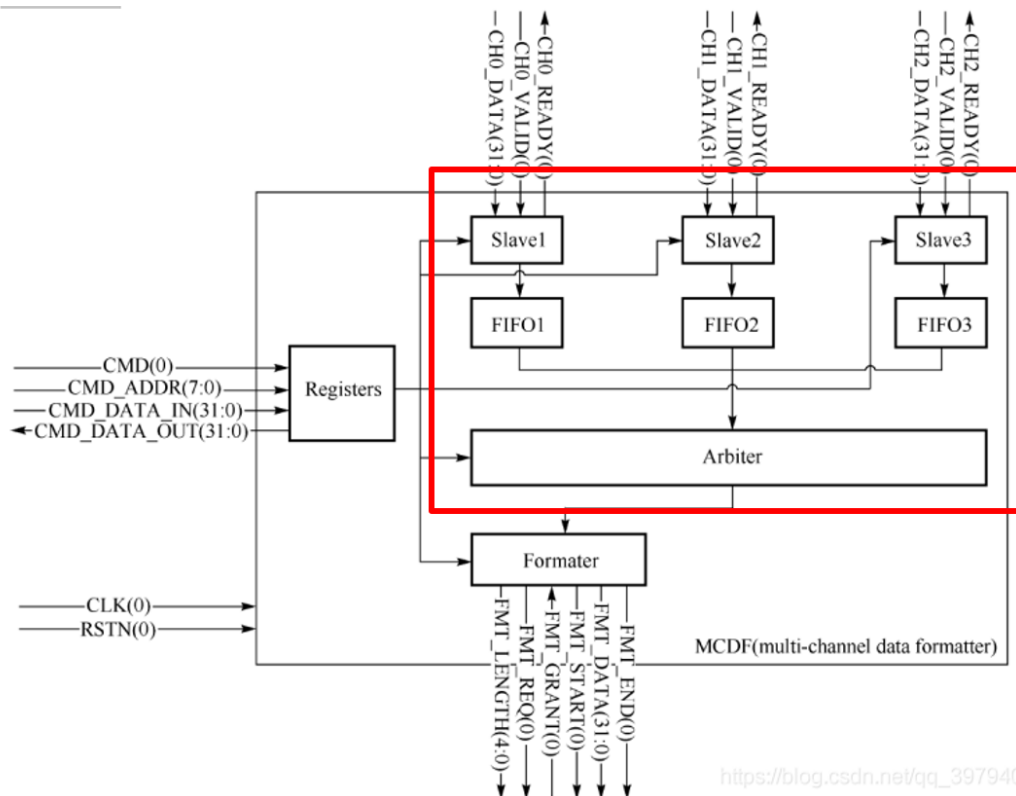 CH0_DATA(31:0)
CH0_VALID(0)
CH0_READY(0)
CH1_DATA(31:0)
CH1_VALID(0)
CH1_READY(0)
CH2_DATA(31:0)
CH2_VALID(0)
CH2_READY(0)
Slave1
Slave2
Slave3
FIFO1
FIFO2
FIFO3
CMD(0)
CMD_ADDR(7:0)
CMD_DATA_IN(31:0)
CMD_DATA_OUT(31:0)
Registers
Arbiter
Formater
CLK(0)
RSTN(0)
MCDF(multi-channel data formatter)
FMT_LENGTH(4:0)
FMT_REQ(0)
FMT_GRANT(0)
FMT_START(0)
FMT_DATA(31:0)
FMT_END(0)
https://blog.csdn.net/qq_397940